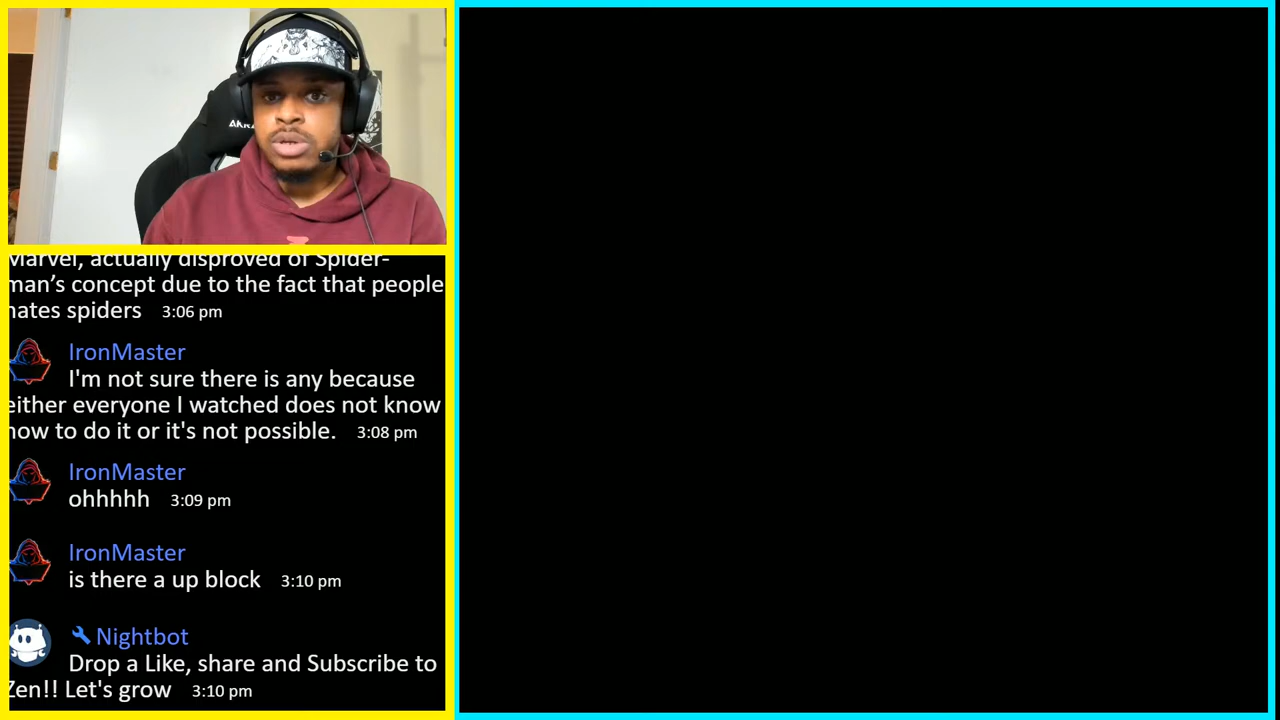 Marvel, actually disproved of Spider-
man’s concept due to the fact that people
hates spiders 3:06 pm
IronMaster
I'm not sure there is any because
either everyone I watched does not know
how to do it or it's not possible. 3:08 pm
IronMaster
ohhhhh 3:09 pm
IronMaster
is there a up block 3:10 pm
Nightbot
Drop a Like, share and Subscribe to
Zen!! Let's grow 3:10 pm